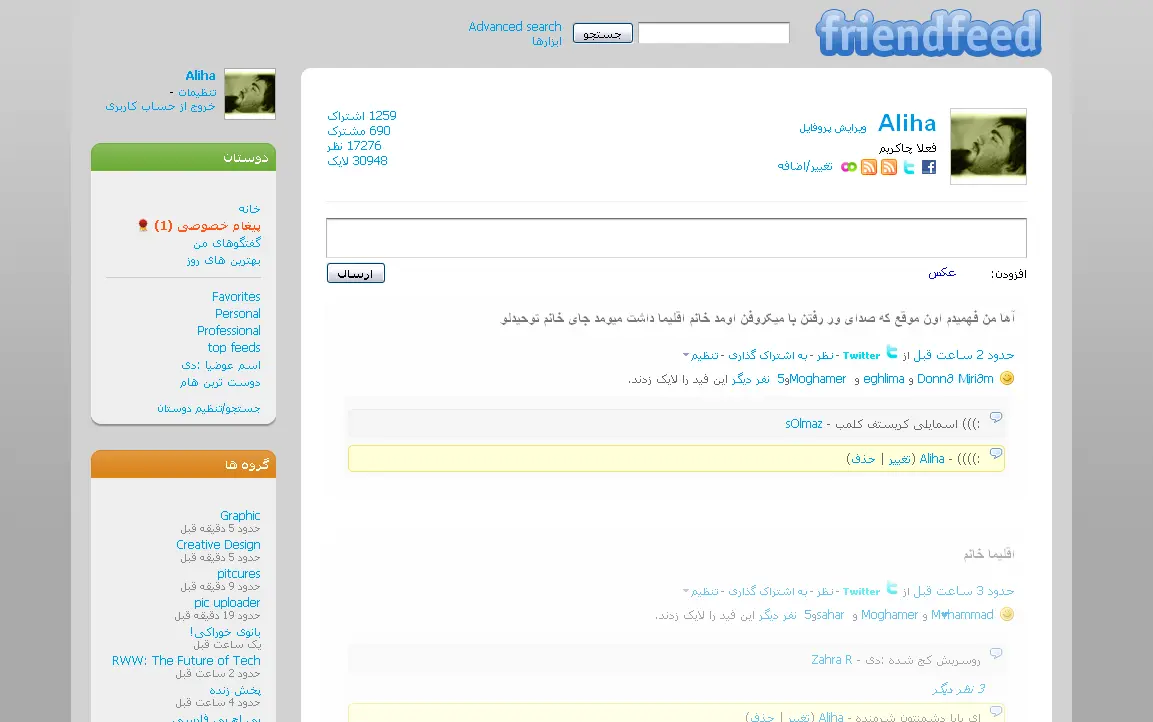 friendfeed
جستجو
Advanced search
ابزارها
Aliha
تنظیمات -
خروج از حساب کاربری
دوستان
خانه
پیغام خصوصی (1)
گفتگوهای من
بهترین های روز
Favorites
Personal
Professional
top feeds
اسم عوضیا :دی
دوست ترین هام
جستجو/تنظیم دوستان
گروه ها
Graphic
حدود 5 دقیقه قبل
Creative Design
حدود 5 دقیقه قبل
pitcures
حدود 9 دقیقه قبل
pic uploader
حدود 19 دقیقه قبل
بانوی خوراکی!
یک ساعت قبل
RWW: The Future of Tech
حدود 2 ساعت قبل
پخش زنده
حدود 4 ساعت قبل
پی اچ پی فارسی
Aliha ویرایش پروفایل
فعلا چاکریم
تغییر/اضافه
1259 اشتراک
690 مشترک
17276 نظر
30948 لایک
افزودن: عکس
ارسال
آها من فهمیدم اون موقع که صدای ور رفتن با میکروفن اومد خانم اقلیما داشت میومد جای خانم توحیدلو
حدود 2 ساعت قبل از Twitter - نظر - به اشتراک گذاری - تنظیم
Donn∂ Miri∂m و eghlima و Moghamerو5 نفر دیگر این فید را لایک زدند.
:))) اسمایلی کریستف کلمب - sOlmaz
:)))) - Aliha (تغییر | حذف)
اقلیما خانم
حدود 3 ساعت قبل از Twitter - نظر - به اشتراک گذاری - تنظیم
M♥hammad و Moghamer و saharو5 نفر دیگر این فید را لایک زدند.
روسریش کج شده :دی - Zahra R
3 نظر دیگر
ای بابا دشمنتون شرمنده - Aliha (تغییر | حذف)